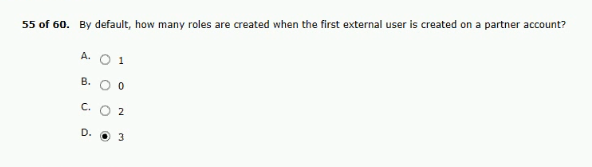 55 of 60. By default, how many roles are created when the first external user is created on a partner account?
A. 1
B. 0
C. 2
D. 3